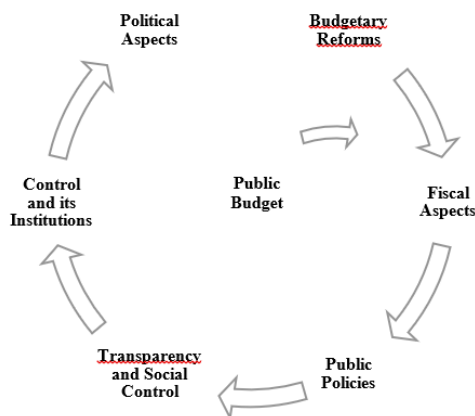 Political
Aspects
Budgetary
Reforms
Fiscal
Aspects
Public
Policies
Transparency
and Social
Control
Control
and its
Institutions
Public
Budget